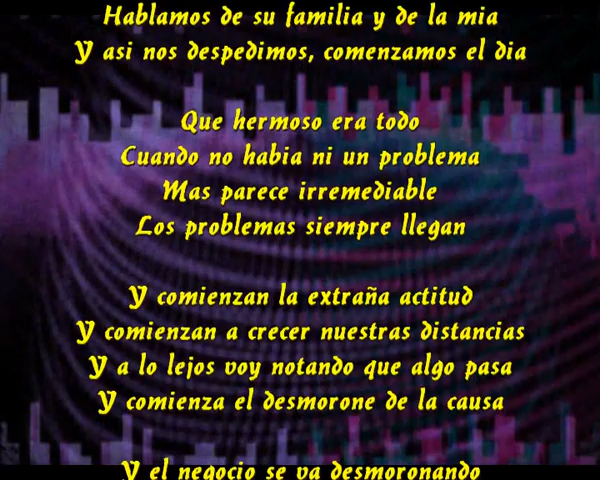 Hablamos de su familia y de la mia
Y asi nos despedimos, comenzamos el dia
Que hermoso era todo
Cuando no habia ni un problema
Mas parece irremediable
Los problemas siempre llegan
Y comienzan la extraña actitud
Y comienzan a crecer nuestras distancias
Y a lo lejos voy notando que algo pasa
Y comienza el desmorone de la causa
Y el negocio se va desmoronando